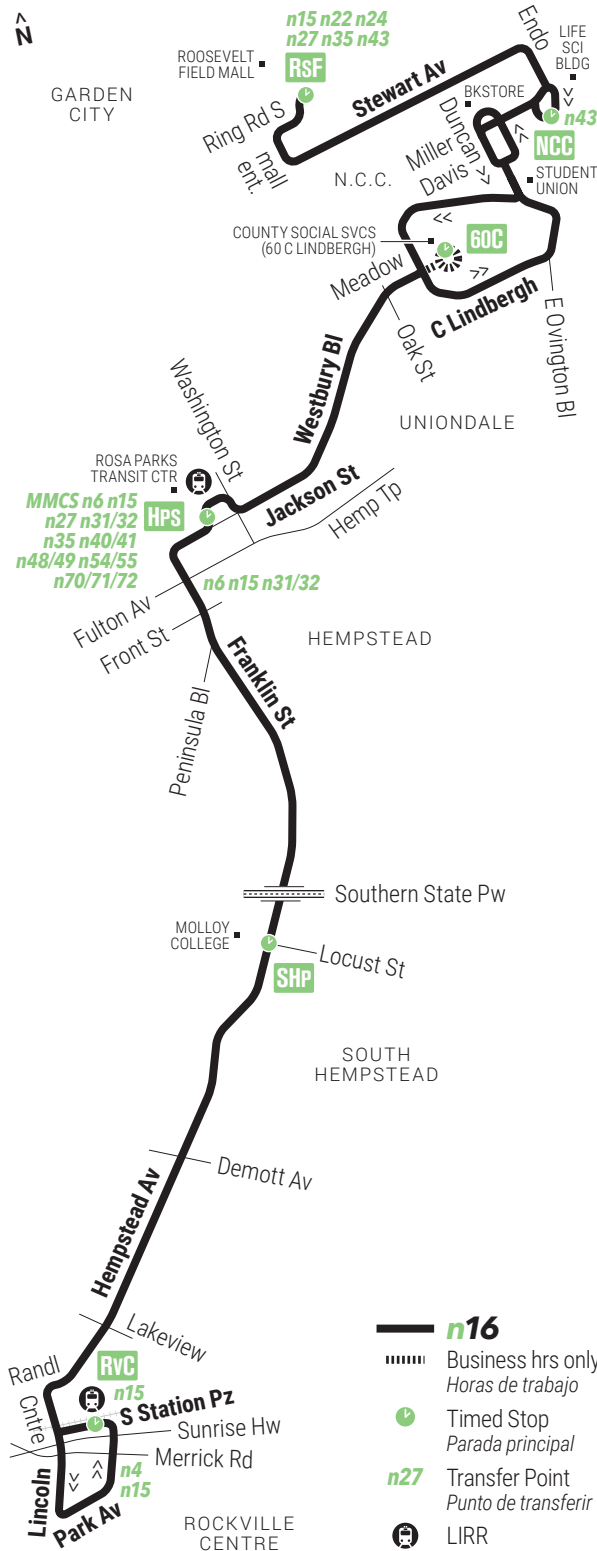 N
n15 n22 n24
n27 n35 n43
ROOSEVELT
FIELD MALL
RSF
GARDEN
CITY
Ring Rd S
mall
ent.
Stewart Av
Endo
LIFE
SCI
BLDG
BKSTORE
n43
NCC
Duncan
Miller
Davis
N.C.C.
STUDENT
UNION
COUNTY SOCIAL SVCS
(60 C LINDBERGH)
60C
Meadow
C Lindbergh
E Ovington Bl
Oak St
Westbury Bl
UNIONDALE
Washington St
ROSA PARKS
TRANSIT CTR
HPS
MMCS n6 n15
n27 n31/32
n35 n40/41
n48/49 n54/55
n70/71/72
Jackson St
Hemp Tp
n6 n15 n31/32
Fulton Av
Front St
HEMPSTEAD
Franklin St
Peninsula Bl
Southern State Pw
MOLLOY
COLLEGE
Locust St
SHP
SOUTH
HEMPSTEAD
Demott Av
Hempstead Av
Lakeview
Randl
Cntre
RVC
n15
S Station Pz
Sunrise Hw
Merrick Rd
n4
n15
Lincoln
Park Av
ROCKVILLE
CENTRE
n16
Business hrs only
Horas de trabajo
Timed Stop
Parada principal
n27 Transfer Point
Punto de transferir
LIRR